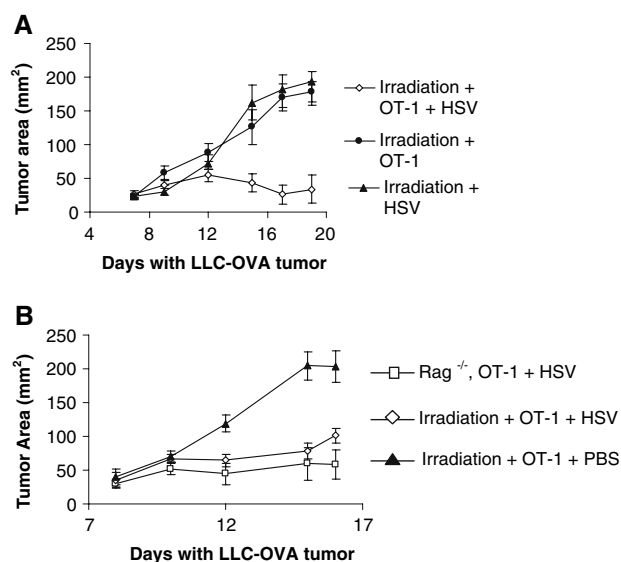 A
Tumor area (mm2)
250
200
150
100
50
0
4
8
12
16
20
Days with LLC-OVA tumor
Irradiation +
OT-1 + HSV
Irradiation +
OT-1
Irradiation +
HSV
B
Tumor Area (mm2)
250
200
150
100
50
0
7
12
17
Days with LLC-OVA tumor
Rag -/-, OT-1 + HSV
Irradiation + OT-1 + HSV
Irradiation + OT-1 + PBS